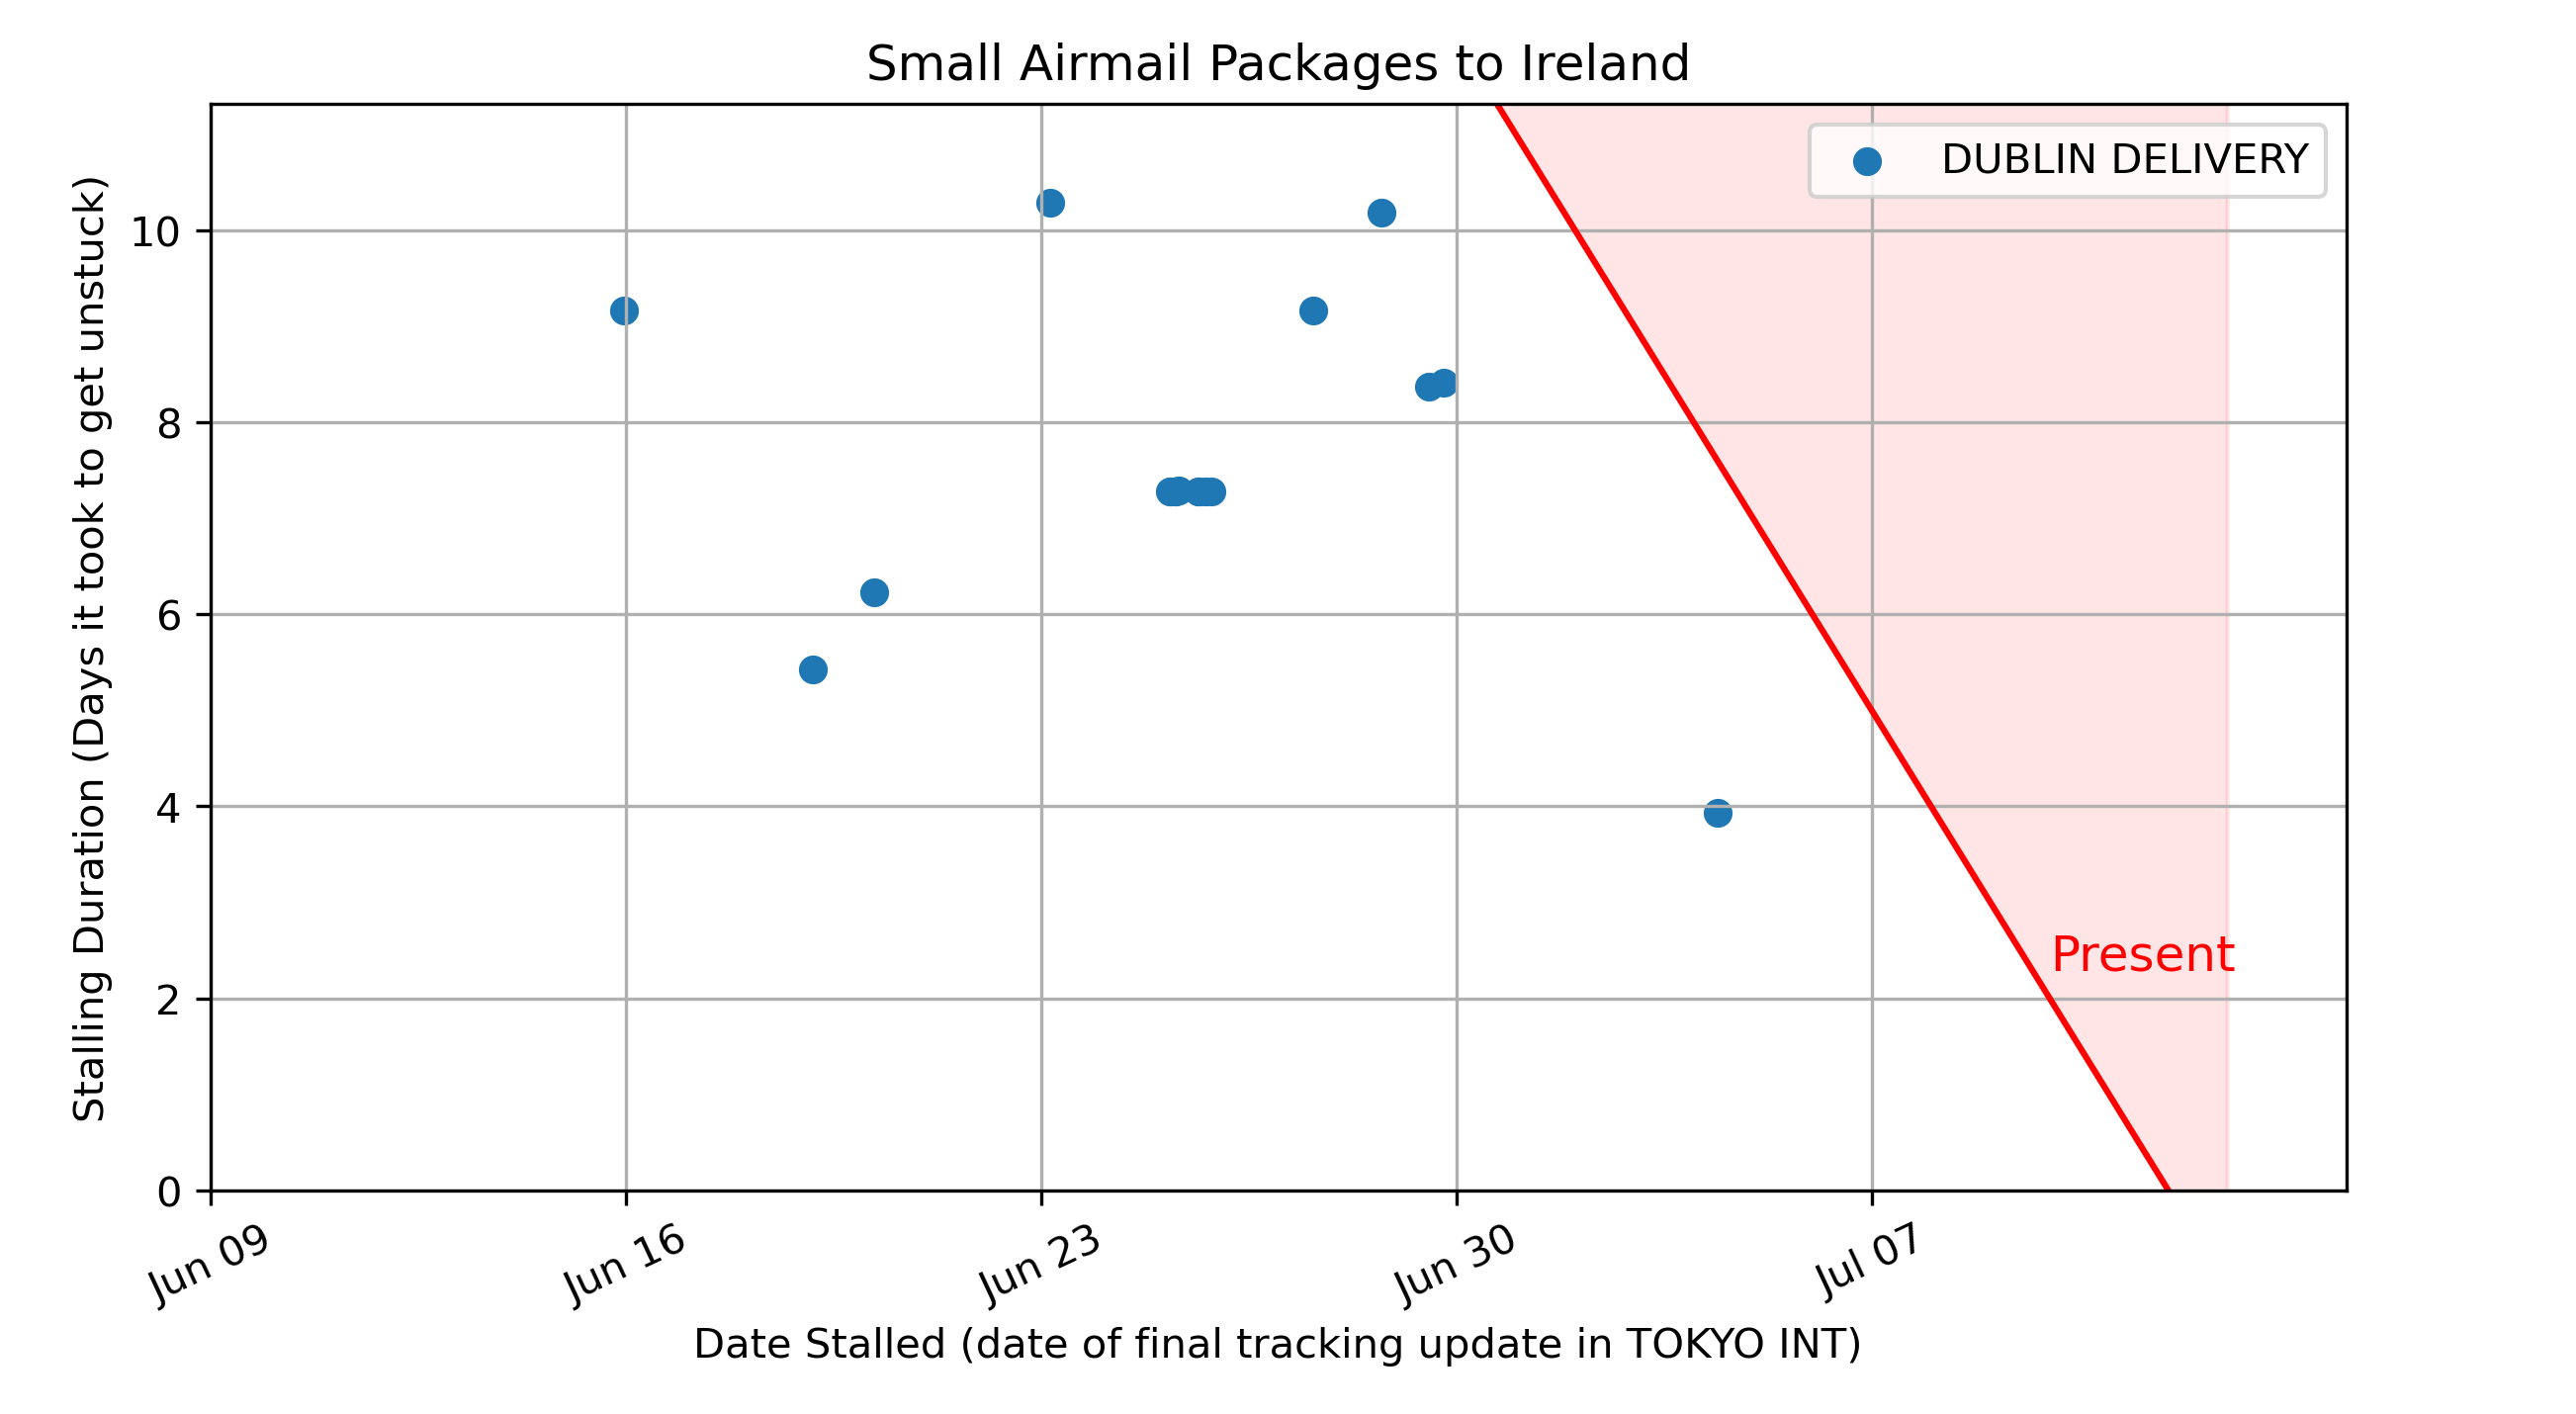 Small Airmail Packages to Ireland
DUBLIN DELIVERY
Stalling Duration (Days it took to get unstuck)
10
8
6
4
2
0
Present
Jun 09
Jun 16
Jun 23
Jun 30
Jul 07
Date Stalled (date of final tracking update in TOKYO INT)